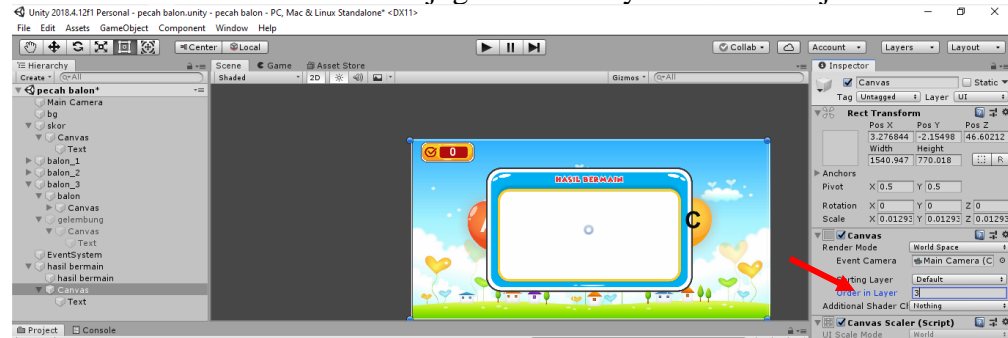 Unity 2018.4.12f1 Personal - pecah balon.unity - pecah balon - PC, Mac & Linux Standalone* <DX11>
File Edit Assets GameObject Component Window Help
Center Local Collab Account Layers Layout
Hierarchy
Create All
pecah balon*
Main Camera
bg
skor
Canvas
Text
balon_1
balon_2
balon_3
balon
Canvas
gelembung
Canvas
Text
EventSystem
hasil bermain
hasil bermain
Canvas
Text
Scene Game Asset Store
Shaded 2D Gizmos All
0
HASIL BERMAIN
C
Inspector
Canvas Static
Tag Untagged Layer UI
Rect Transform
Pos X Pos Y Pos Z
3.276844 -2.15498 46.60212
Width Height
1540.947 770.018 R
Anchors
Pivot X 0.5 Y 0.5
Rotation X 0 Y 0 Z 0
Scale X 0.01293 Y 0.01293 Z 0.01293
Canvas
Render Mode World Space
Event Camera Main Camera (C
Sorting Layer Default
Order in Layer 3
Additional Shader Cl Nothing
Canvas Scaler (Script)
UI Scale Mode World
Project Console